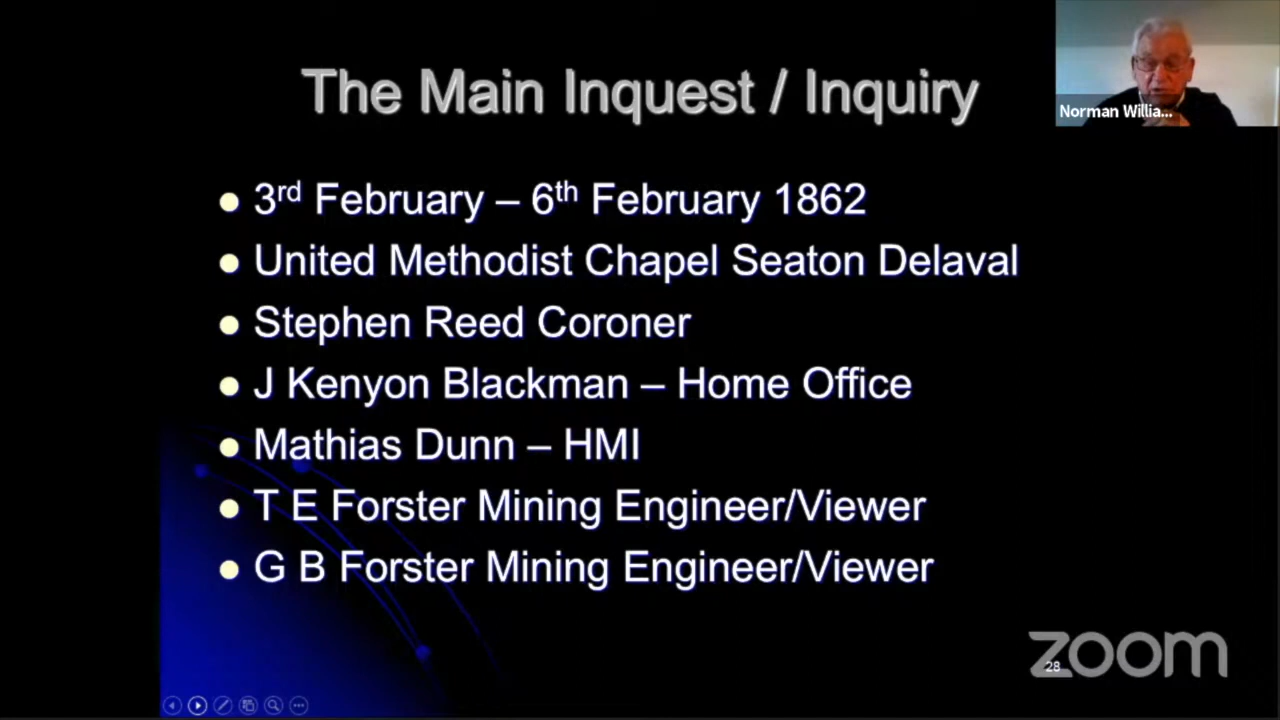 The Main Inquest / Inquiry
Norman Willia...
3rd February – 6th February 1862
United Methodist Chapel Seaton Delaval
Stephen Reed Coroner
J Kenyon Blackman – Home Office
Mathias Dunn – HMI
T E Forster Mining Engineer/Viewer
G B Forster Mining Engineer/Viewer
zoom
28